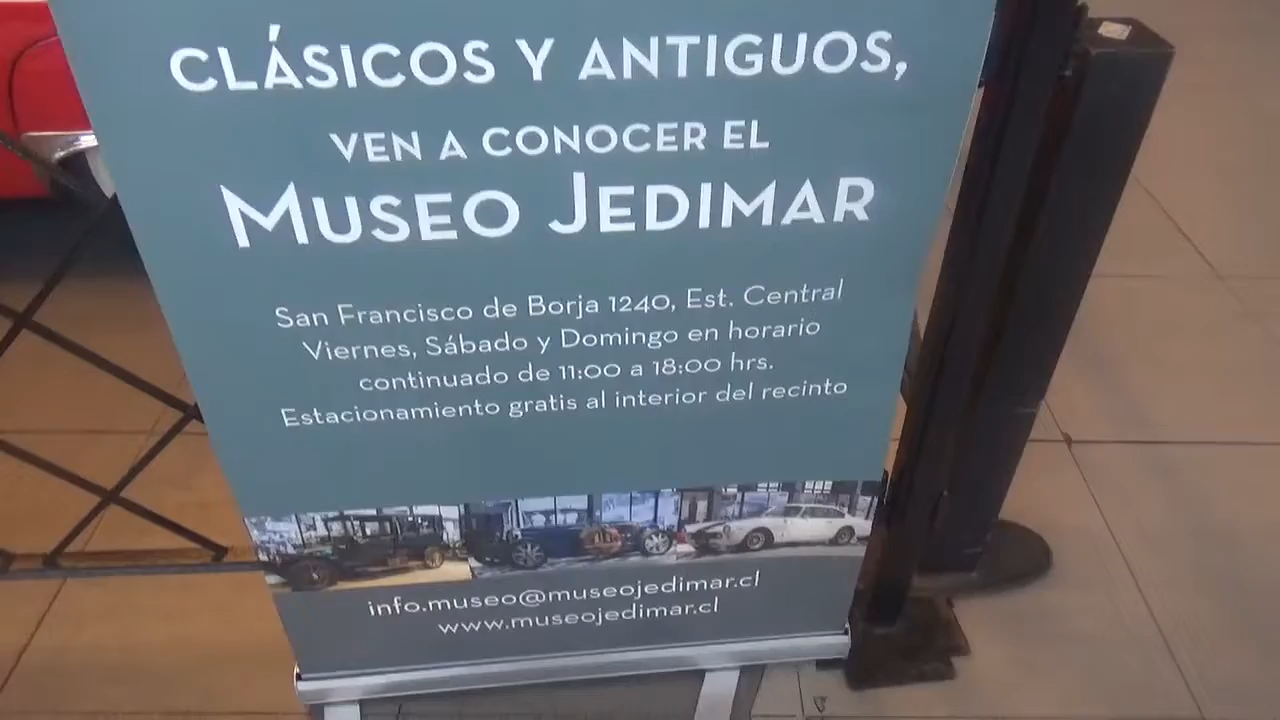 CLÁSICOS Y ANTIGUOS,
VEN A CONOCER EL
MUSEO JEDIMAR
San Francisco de Borja 1240, Est. Central
Viernes, Sábado y Domingo en horario
continuado de 11:00 a 18:00 hrs.
Estacionamiento gratis al interior del recinto
info.museo@museojedimar.cl
www.museojedimar.cl